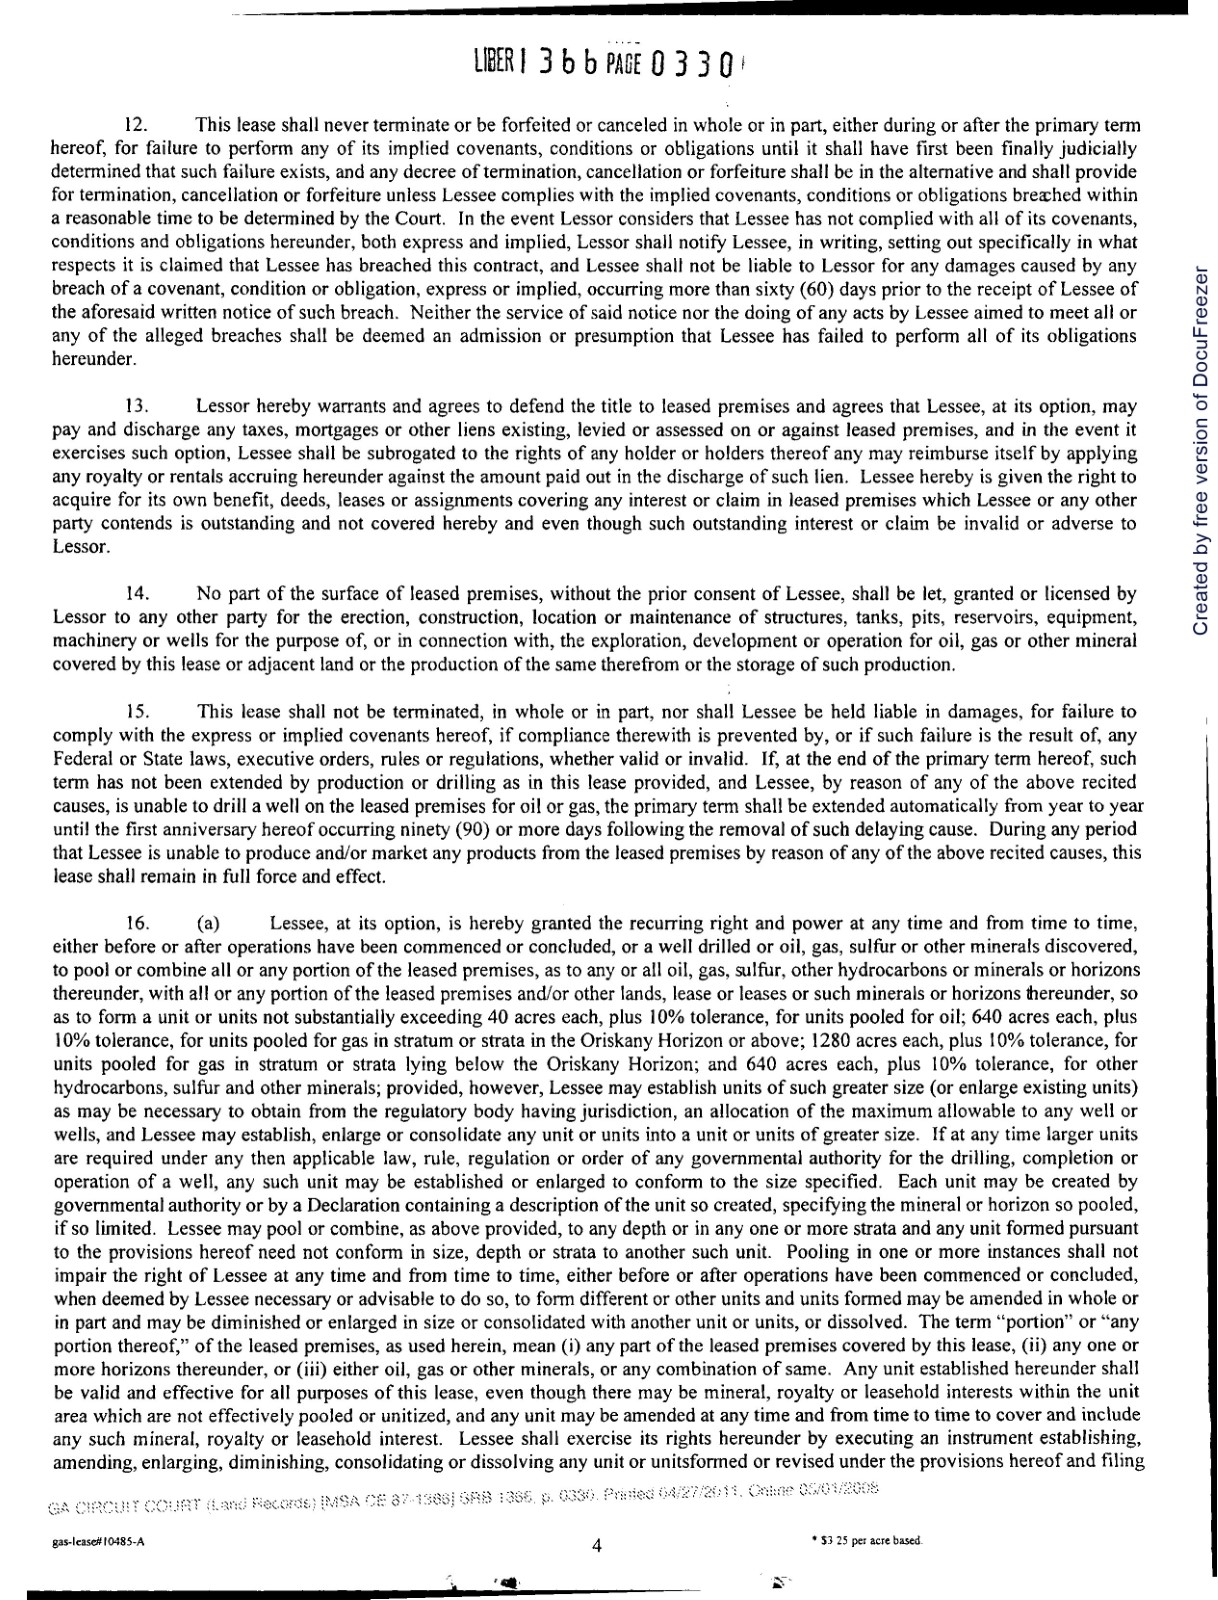 LIBER 1 3 6 6 PAGE 0 3 3 0
12. This lease shall never terminate or be forfeited or canceled in whole or in part, either during or after the primary term
hereof, for failure to perform any of its implied covenants, conditions or obligations until it shall have first been finally judicially
determined that such failure exists, and any decree of termination, cancellation or forfeiture shall be in the alternative and shall provide
for termination, cancellation or forfeiture unless Lessee complies with the implied covenants, conditions or obligations breached within
a reasonable time to be determined by the Court. In the event Lessor considers that Lessee has not complied with all of its covenants,
conditions and obligations hereunder, both express and implied, Lessor shall notify Lessee, in writing, setting out specifically in what
respects it is claimed that Lessee has breached this contract, and Lessee shall not be liable to Lessor for any damages caused by any
breach of a covenant, condition or obligation, express or implied, occurring more than sixty (60) days prior to the receipt of Lessee of
the aforesaid written notice of such breach. Neither the service of said notice nor the doing of any acts by Lessee aimed to meet all or
any of the alleged breaches shall be deemed an admission or presumption that Lessee has failed to perform all of its obligations
hereunder.
13. Lessor hereby warrants and agrees to defend the title to leased premises and agrees that Lessee, at its option, may
pay and discharge any taxes, mortgages or other liens existing, levied or assessed on or against leased premises, and in the event it
exercises such option, Lessee shall be subrogated to the rights of any holder or holders thereof any may reimburse itself by applying
any royalty or rentals accruing hereunder against the amount paid out in the discharge of such lien. Lessee hereby is given the right to
acquire for its own benefit, deeds, leases or assignments covering any interest or claim in leased premises which Lessee or any other
party contends is outstanding and not covered hereby and even though such outstanding interest or claim be invalid or adverse to
Lessor.
14. No part of the surface of leased premises, without the prior consent of Lessee, shall be let, granted or licensed by
Lessor to any other party for the erection, construction, location or maintenance of structures, tanks, pits, reservoirs, equipment,
machinery or wells for the purpose of, or in connection with, the exploration, development or operation for oil, gas or other mineral
covered by this lease or adjacent land or the production of the same therefrom or the storage of such production.
15. This lease shall not be terminated, in whole or in part, nor shall Lessee be held liable in damages, for failure to
comply with the express or implied covenants hereof, if compliance therewith is prevented by, or if such failure is the result of, any
Federal or State laws, executive orders, rules or regulations, whether valid or invalid. If, at the end of the primary term hereof, such
term has not been extended by production or drilling as in this lease provided, and Lessee, by reason of any of the above recited
causes, is unable to drill a well on the leased premises for oil or gas, the primary term shall be extended automatically from year to year
until the first anniversary hereof occurring ninety (90) or more days following the removal of such delaying cause. During any period
that Lessee is unable to produce and/or market any products from the leased premises by reason of any of the above recited causes, this
lease shall remain in full force and effect.
16. (a) Lessee, at its option, is hereby granted the recurring right and power at any time and from time to time,
either before or after operations have been commenced or concluded, or a well drilled or oil, gas, sulfur or other minerals discovered,
to pool or combine all or any portion of the leased premises, as to any or all oil, gas, sulfur, other hydrocarbons or minerals or horizons
thereunder, with all or any portion of the leased premises and/or other lands, lease or leases or such minerals or horizons thereunder, so
as to form a unit or units not substantially exceeding 40 acres each, plus 10% tolerance, for units pooled for oil; 640 acres each, plus
10% tolerance, for units pooled for gas in stratum or strata in the Oriskany Horizon or above; 1280 acres each, plus 10% tolerance, for
units pooled for gas in stratum or strata lying below the Oriskany Horizon; and 640 acres each, plus 10% tolerance, for other
hydrocarbons, sulfur and other minerals; provided, however, Lessee may establish units of such greater size (or enlarge existing units)
as may be necessary to obtain from the regulatory body having jurisdiction, an allocation of the maximum allowable to any well or
wells, and Lessee may establish, enlarge or consolidate any unit or units into a unit or units of greater size. If at any time larger units
are required under any then applicable law, rule, regulation or order of any governmental authority for the drilling, completion or
operation of a well, any such unit may be established or enlarged to conform to the size specified. Each unit may be created by
governmental authority or by a Declaration containing a description of the unit so created, specifying the mineral or horizon so pooled,
if so limited. Lessee may pool or combine, as above provided, to any depth or in any one or more strata and any unit formed pursuant
to the provisions hereof need not conform in size, depth or strata to another such unit. Pooling in one or more instances shall not
impair the right of Lessee at any time and from time to time, either before or after operations have been commenced or concluded,
when deemed by Lessee necessary or advisable to do so, to form different or other units and units formed may be amended in whole or
in part and may be diminished or enlarged in size or consolidated with another unit or units, or dissolved. The term "portion" or "any
portion thereof," of the leased premises, as used herein, mean (i) any part of the leased premises covered by this lease, (ii) any one or
more horizons thereunder, or (iii) either oil, gas or other minerals, or any combination of same. Any unit established hereunder shall
be valid and effective for all purposes of this lease, even though there may be mineral, royalty or leasehold interests within the unit
area which are not effectively pooled or unitized, and any unit may be amended at any time and from time to time to cover and include
any such mineral, royalty or leasehold interest. Lessee shall exercise its rights hereunder by executing an instrument establishing,
amending, enlarging, diminishing, consolidating or dissolving any unit or unitsformed or revised under the provisions hereof and filing
GA CIRCUIT COURT (Land Records) [MSA CE 87-1366] GRB 1366, p. 0330. Printed 04/27/2011. Online 05/01/2008
gas-lease#10485-A
4
* $3 25 per acre based
Created by free version of DocuFreezer